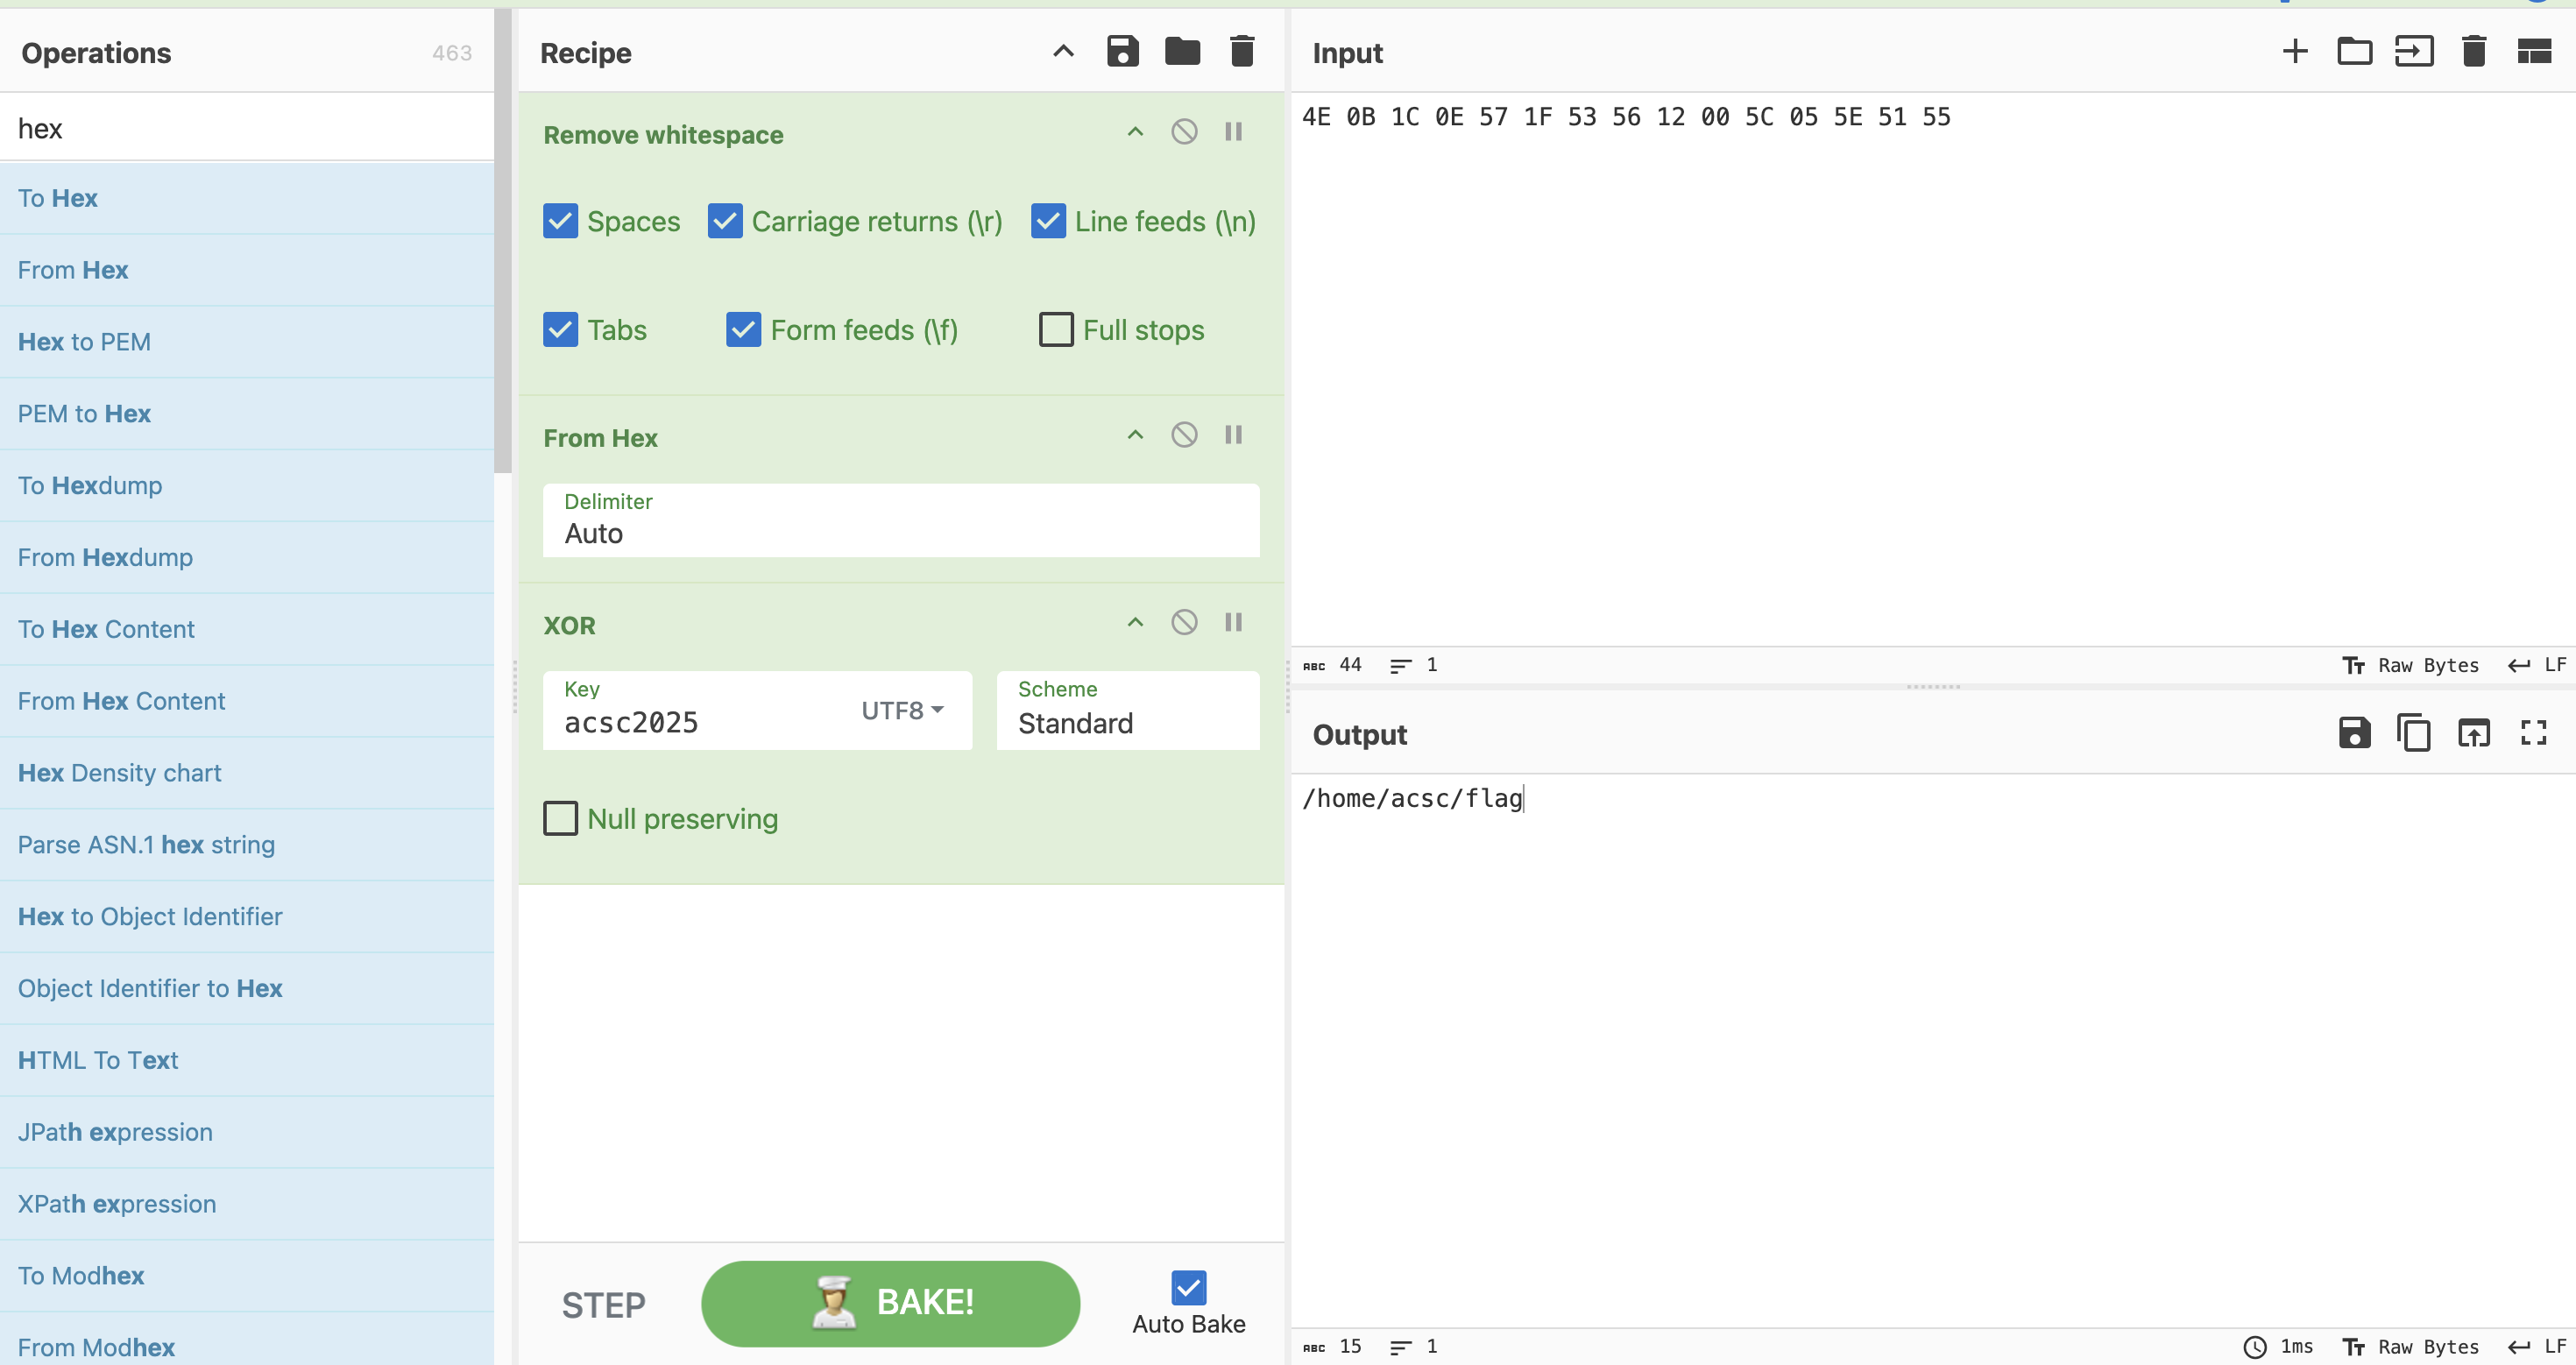 Operations 463
hex
To Hex
From Hex
Hex to PEM
PEM to Hex
To Hexdump
From Hexdump
To Hex Content
From Hex Content
Hex Density chart
Parse ASN.1 hex string
Hex to Object Identifier
Object Identifier to Hex
HTML To Text
JPath expression
XPath expression
To Modhex
From Modhex
Recipe
Remove whitespace
Spaces Carriage returns (\r) Line feeds (\n)
Tabs Form feeds (\f) Full stops
From Hex
Delimiter
Auto
XOR
Key
acsc2025 UTF8
Scheme
Standard
Null preserving
STEP
BAKE!
Auto Bake
Input
4E 0B 1C 0E 57 1F 53 56 12 00 5C 05 5E 51 55
ABC 44 1 Raw Bytes LF
Output
/home/acsc/flag
ABC 15 1 1ms Raw Bytes LF